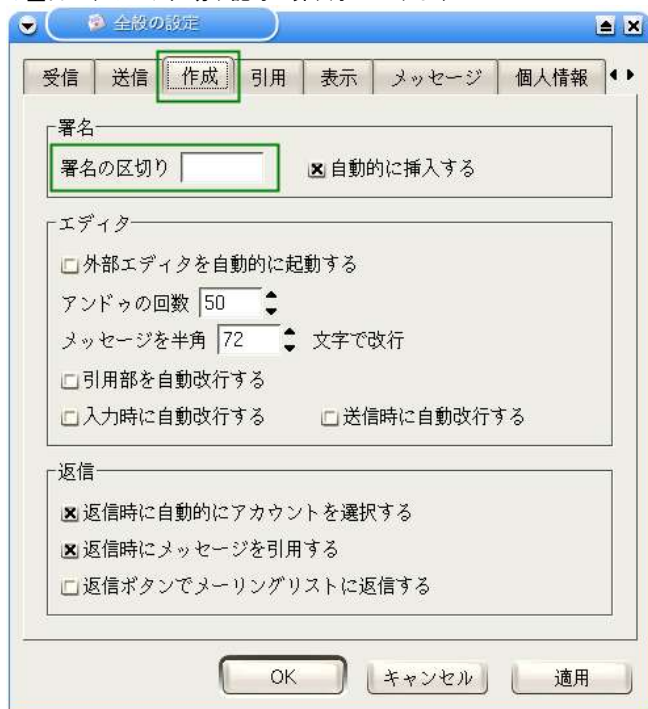 全般の設定
受信 送信 作成 引用 表示 メッセージ 個人情報
署名
署名の区切り 自動的に挿入する
エディタ
外部エディタを自動的に起動する
アンドゥの回数 50
メッセージを半角 72 文字で改行
引用部を自動改行する
入力時に自動改行する 送信時に自動改行する
返信
返信時に自動的にアカウントを選択する
返信時にメッセージを引用する
返信ボタンでメーリングリストに返信する
OK キャンセル 適用